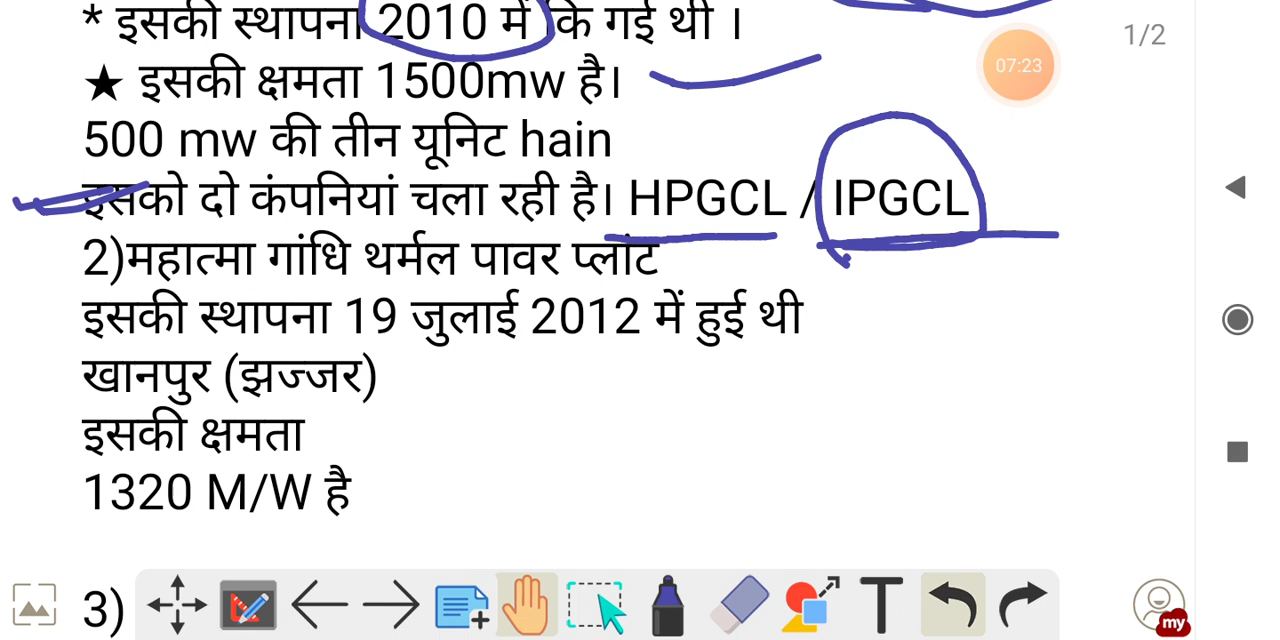 * इसकी स्थापना 2010 में कि गई थी ।
1/2
07:23
★ इसकी क्षमता 1500mw है।
500 mw की तीन यूनिट hain
इसको दो कंपनियां चला रही है। HPGCL / IPGCL
2)महात्मा गांधि थर्मल पावर प्लांट
इसकी स्थापना 19 जुलाई 2012 में हुई थी
खानपुर (झज्जर)
इसकी क्षमता
1320 M/W है
3)
T
my